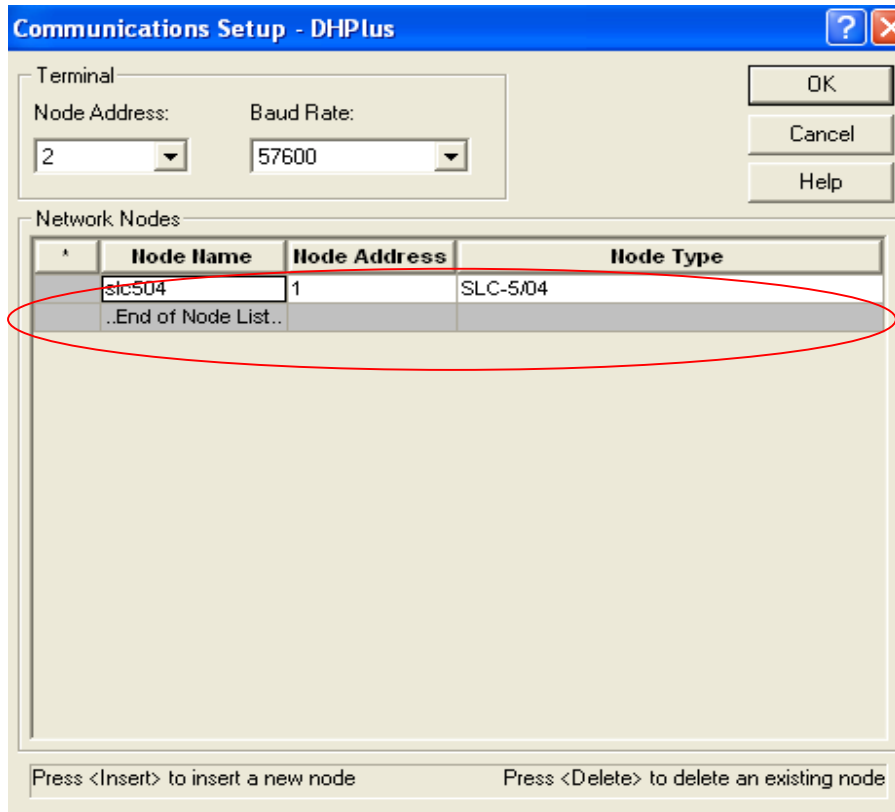 Communications Setup - DHPlus
Terminal
OK
Node Address: Baud Rate:
Cancel
2 57600
Help
Network Nodes
* Node Name Node Address Node Type
slc504 1 SLC-5/04
..End of Node List..
Press <Insert> to insert a new node Press <Delete> to delete an existing node